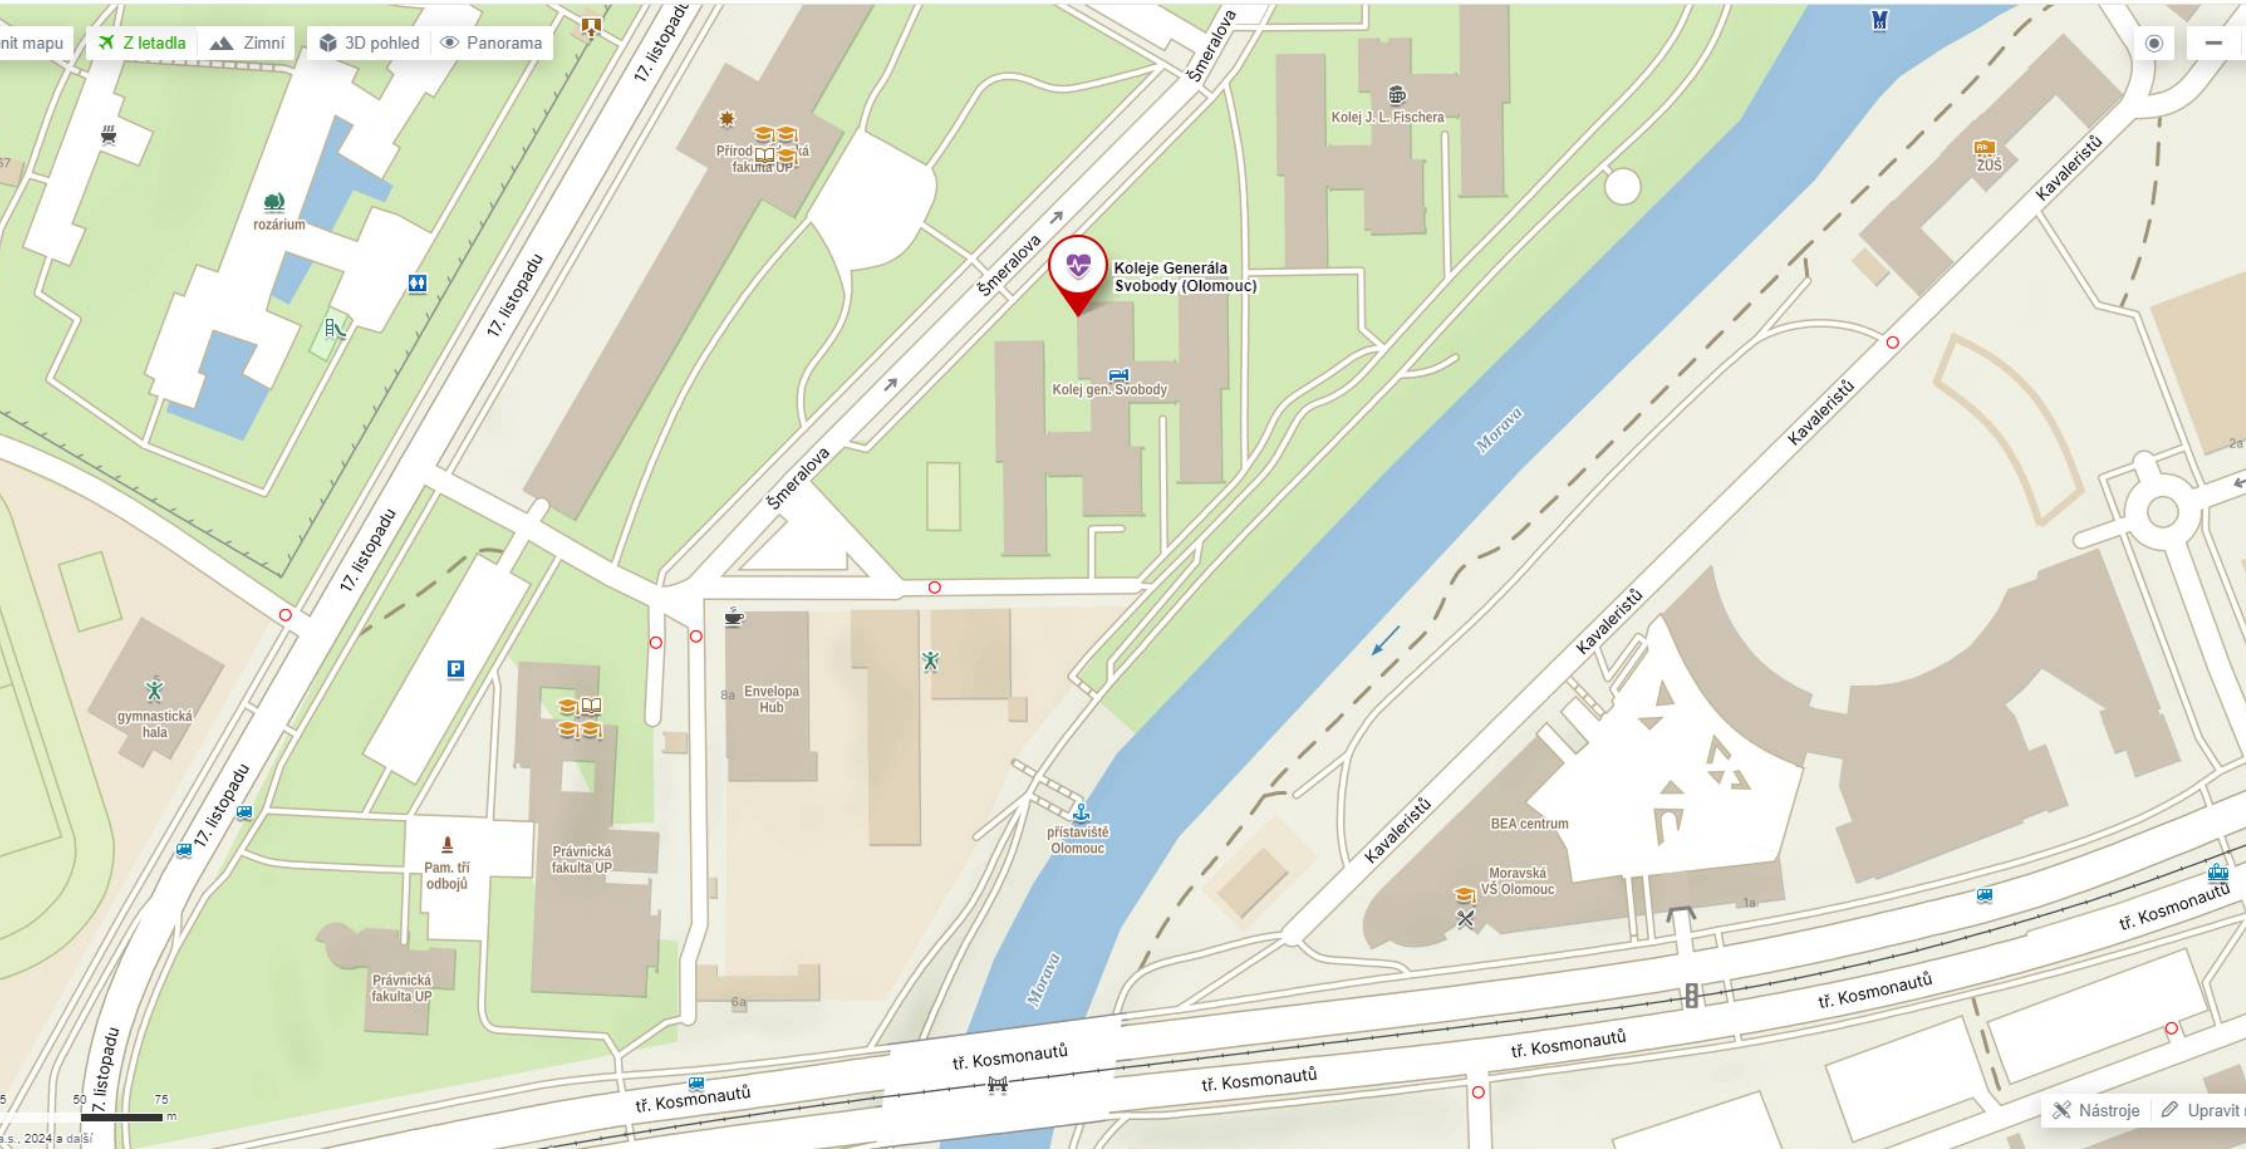 nit mapu
Z letadla
Zimní
3D pohled
Panorama
17. listopadu
Šmeralova
Kolej J. L. Fischera
fakulta UP
ZUŠ
Kavaleristů
67
rozárium
17. listopadu
Šmeralova
Koleje Generála
Svobody (Olomouc)
Kolej gen. Svobody
Morava
Kavaleristů
2a
Šmeralova
17. listopadu
P
Kavaleristů
gymnastická
hala
8a
Envelopa
Hub
17. listopadu
Pam. tří
odbojů
Právnická
fakulta UP
přístaviště
Olomouc
Kavaleristů
BEA centrum
Moravská
VŠ Olomouc
1a
tř. Kosmonautů
Právnická
fakulta UP
6a
Morava
tř. Kosmonautů
tř. Kosmonautů
tř. Kosmonautů
tř. Kosmonautů
tř. Kosmonautů
7. listopadu
50
75
m
a.s., 2024 a další
Nástroje
Upravit